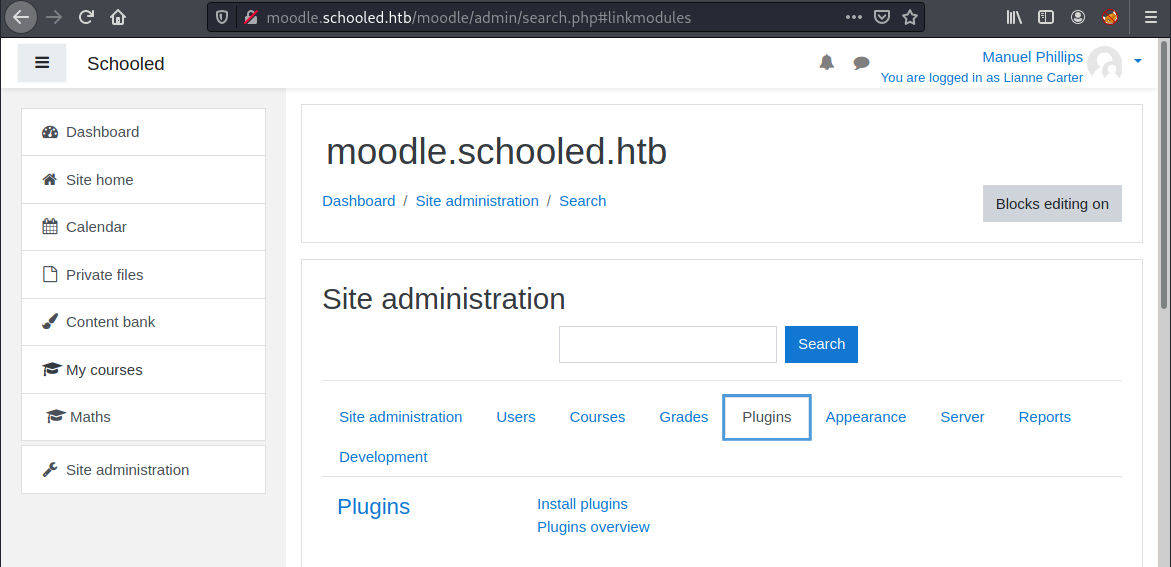 moodle.schooled.htb/moodle/admin/search.php#linkmodules
Schooled
Manuel Phillips
You are logged in as Lianne Carter
Dashboard
Site home
Calendar
Private files
Content bank
My courses
Maths
Site administration
moodle.schooled.htb
Dashboard / Site administration / Search
Blocks editing on
Site administration
Search
Site administration Users Courses Grades Plugins Appearance Server Reports
Development
Plugins
Install plugins
Plugins overview